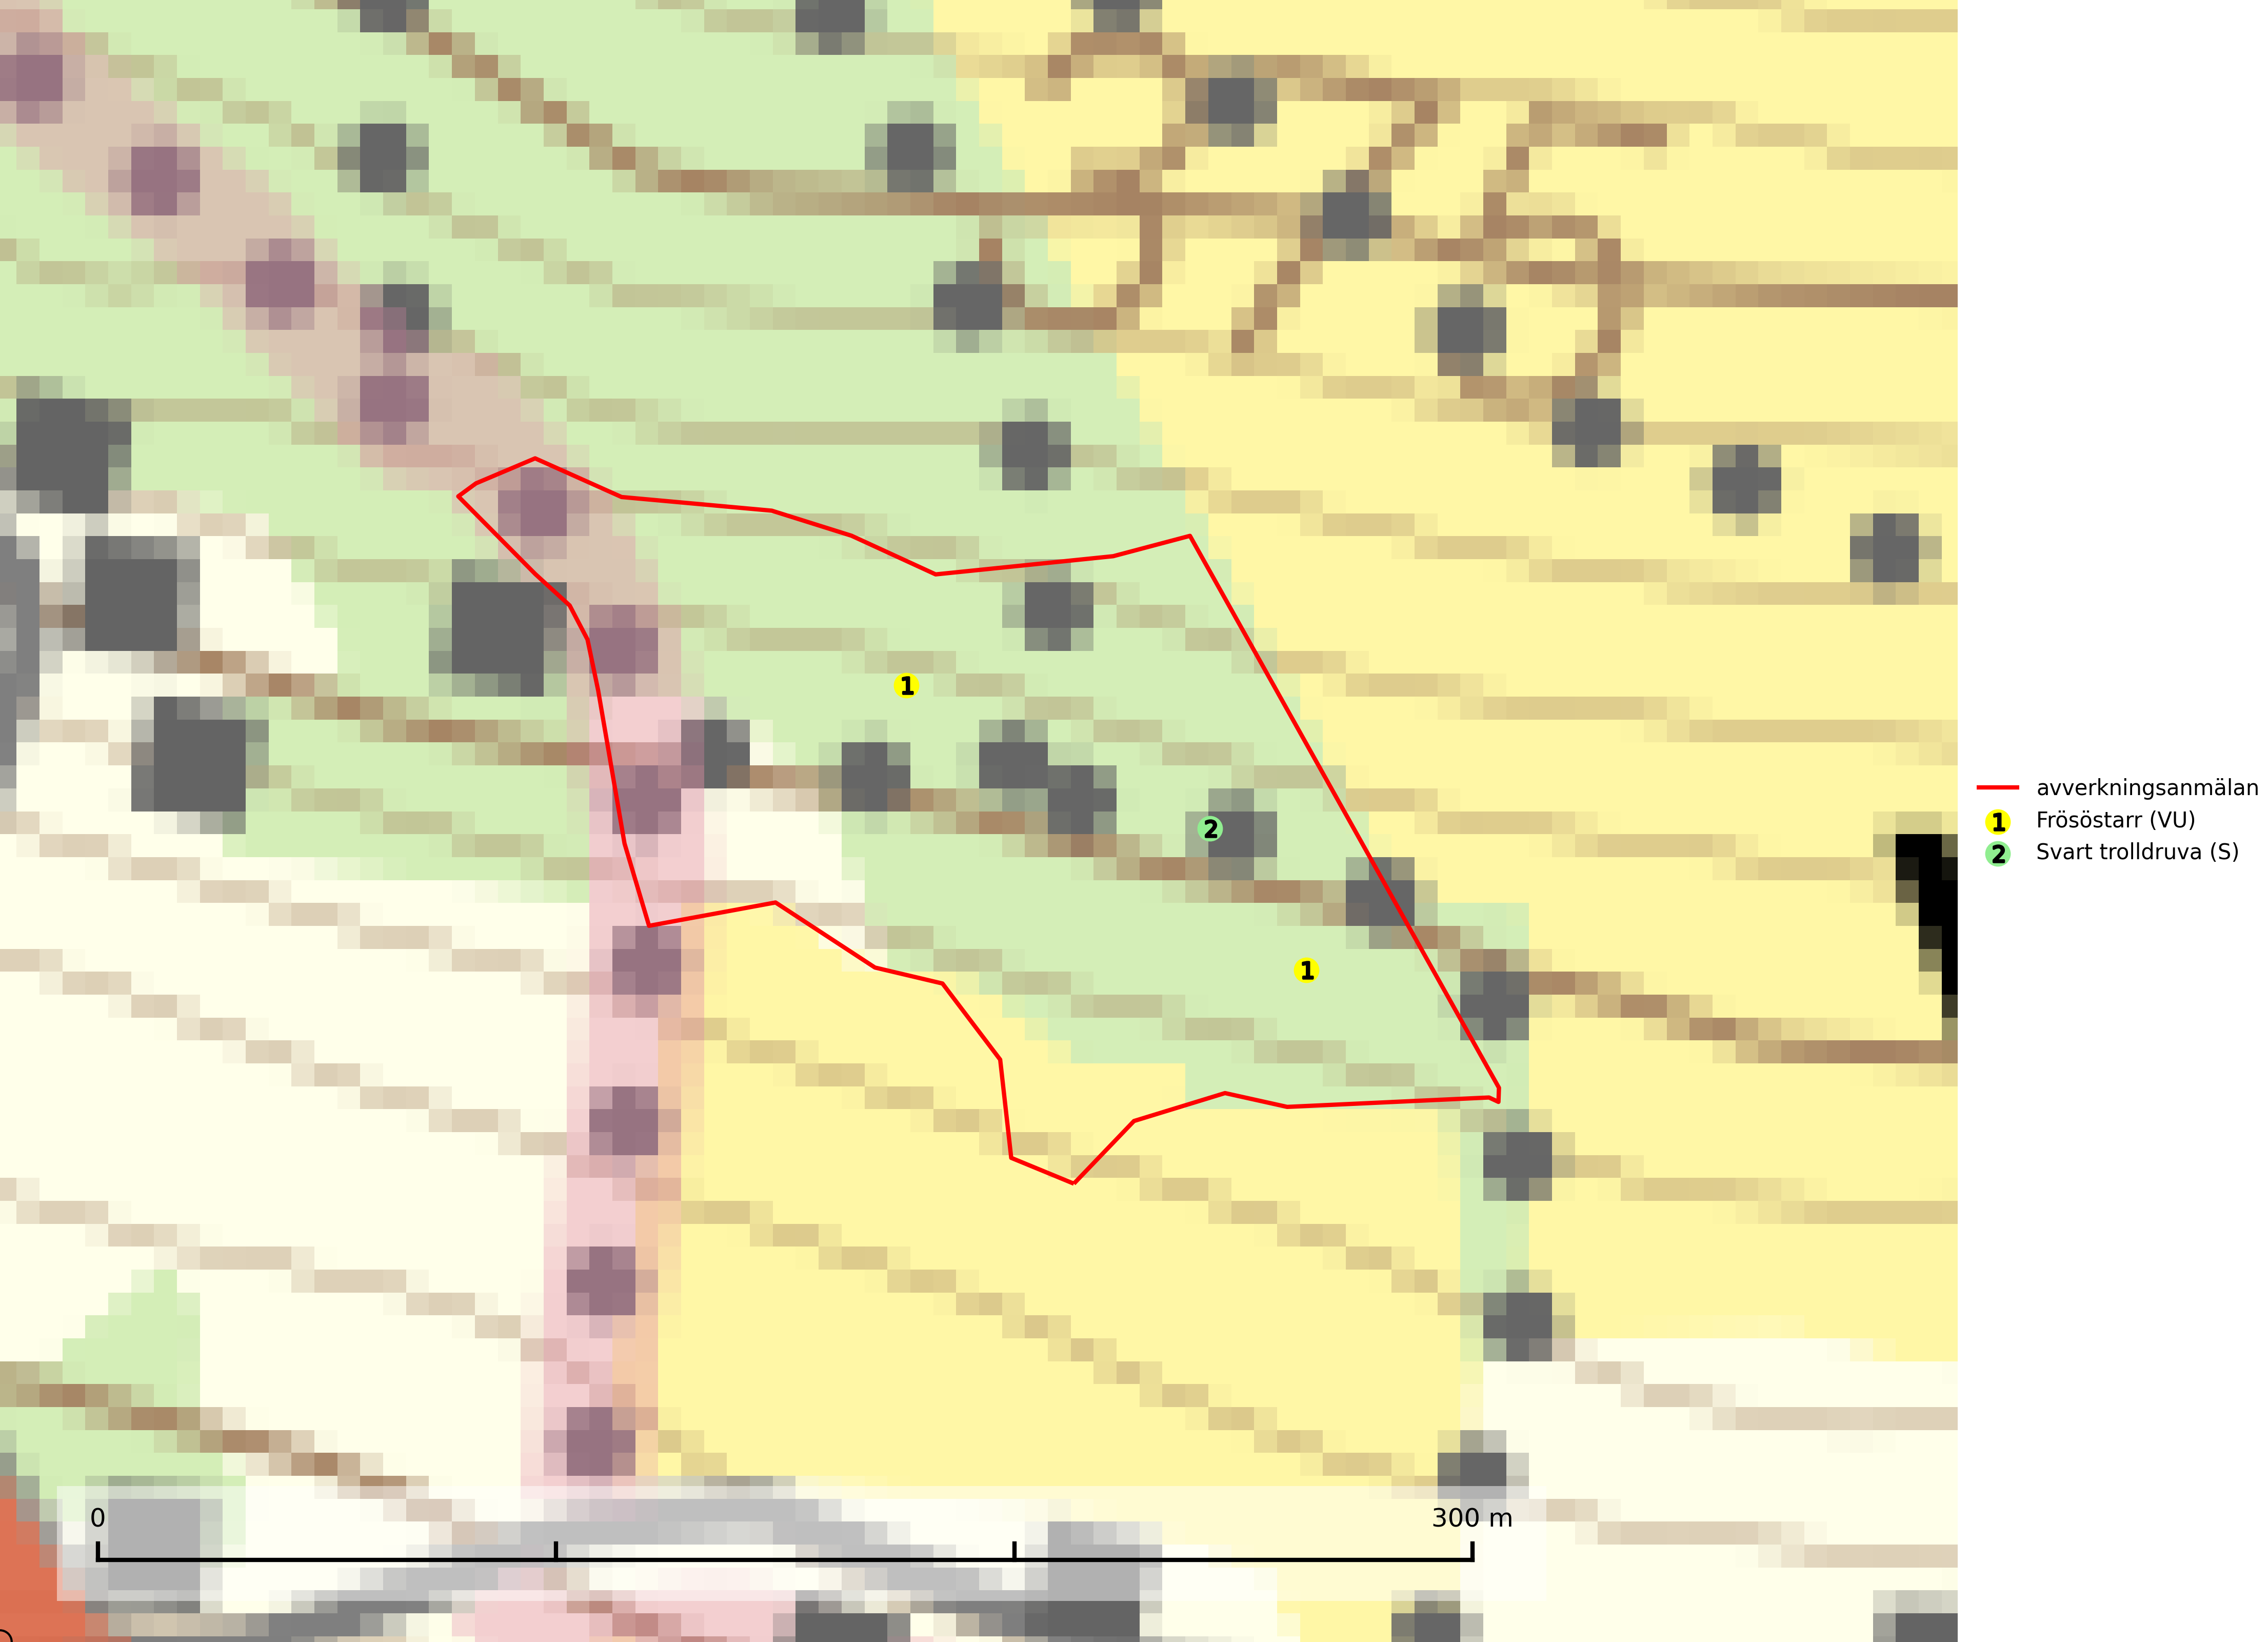 1
2
1
avverkningsanmälan
1 Frösöstarr (VU)
2 Svart trolldruva (S)
0 300 m